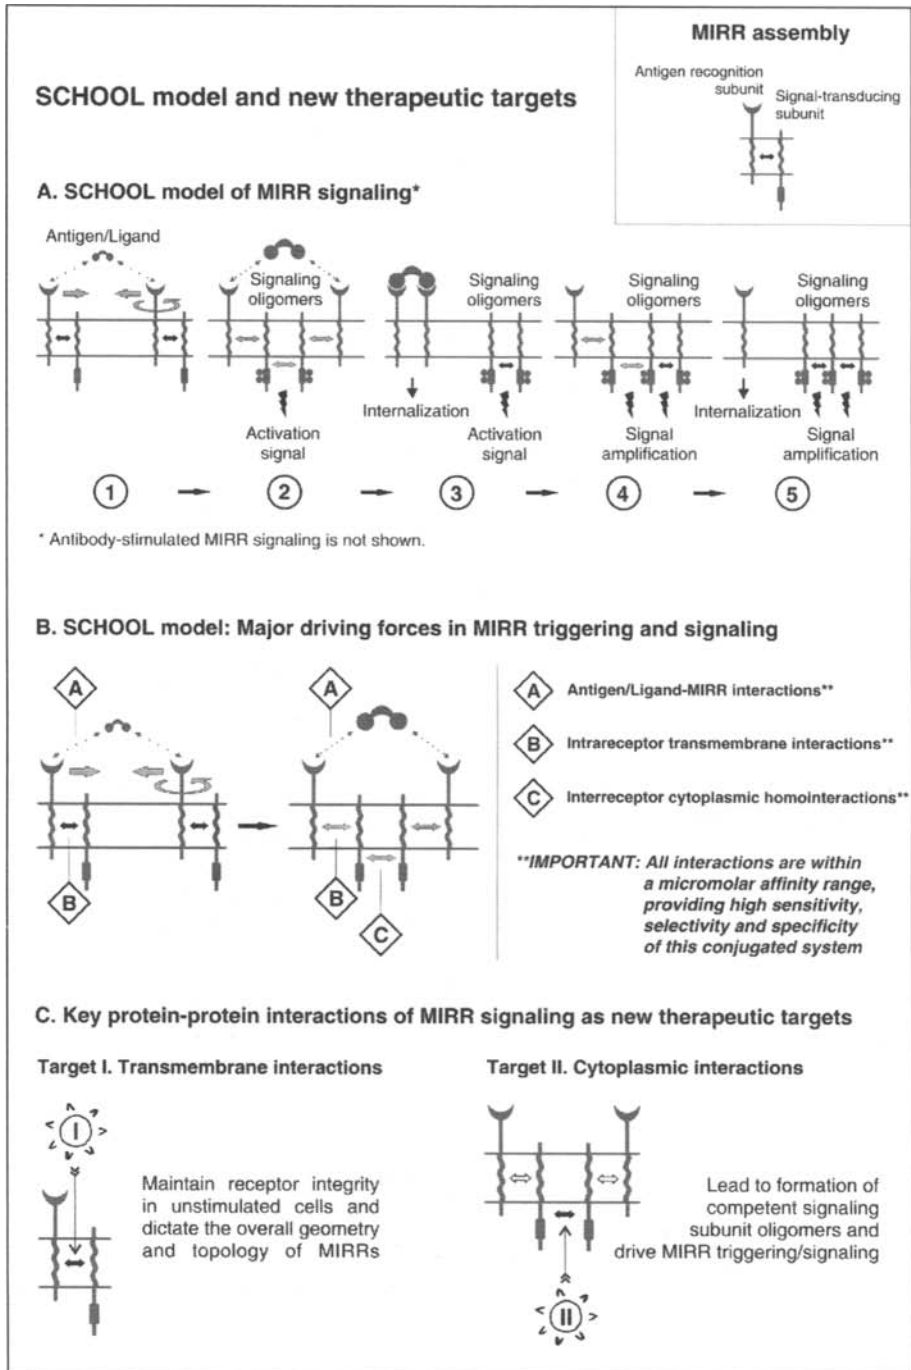 MIRR assembly
Antigen recognition
subunit
Signal-transducing
subunit
SCHOOL model and new therapeutic targets
A. SCHOOL model of MIRR signaling*
Antigen/Ligand
Signaling
oligomers
Signaling
oligomers
Signaling
oligomers
Signaling
oligomers
Activation
signal
Internalization
Activation
signal
Signal
amplification
Internalization
Signal
amplification
1
2
3
4
5
* Antibody-stimulated MIRR signaling is not shown.
B. SCHOOL model: Major driving forces in MIRR triggering and signaling
A
B
A
B
C
A Antigen/Ligand-MIRR interactions**
B Intrareceptor transmembrane interactions**
C Interreceptor cytoplasmic homointeractions**
**IMPORTANT: All interactions are within
a micromolar affinity range,
providing high sensitivity,
selectivity and specificity
of this conjugated system
C. Key protein-protein interactions of MIRR signaling as new therapeutic targets
Target I. Transmembrane interactions
I
Maintain receptor integrity
in unstimulated cells and
dictate the overall geometry
and topology of MIRRs
Target II. Cytoplasmic interactions
Lead to formation of
competent signaling
subunit oligomers and
drive MIRR triggering/signaling
II